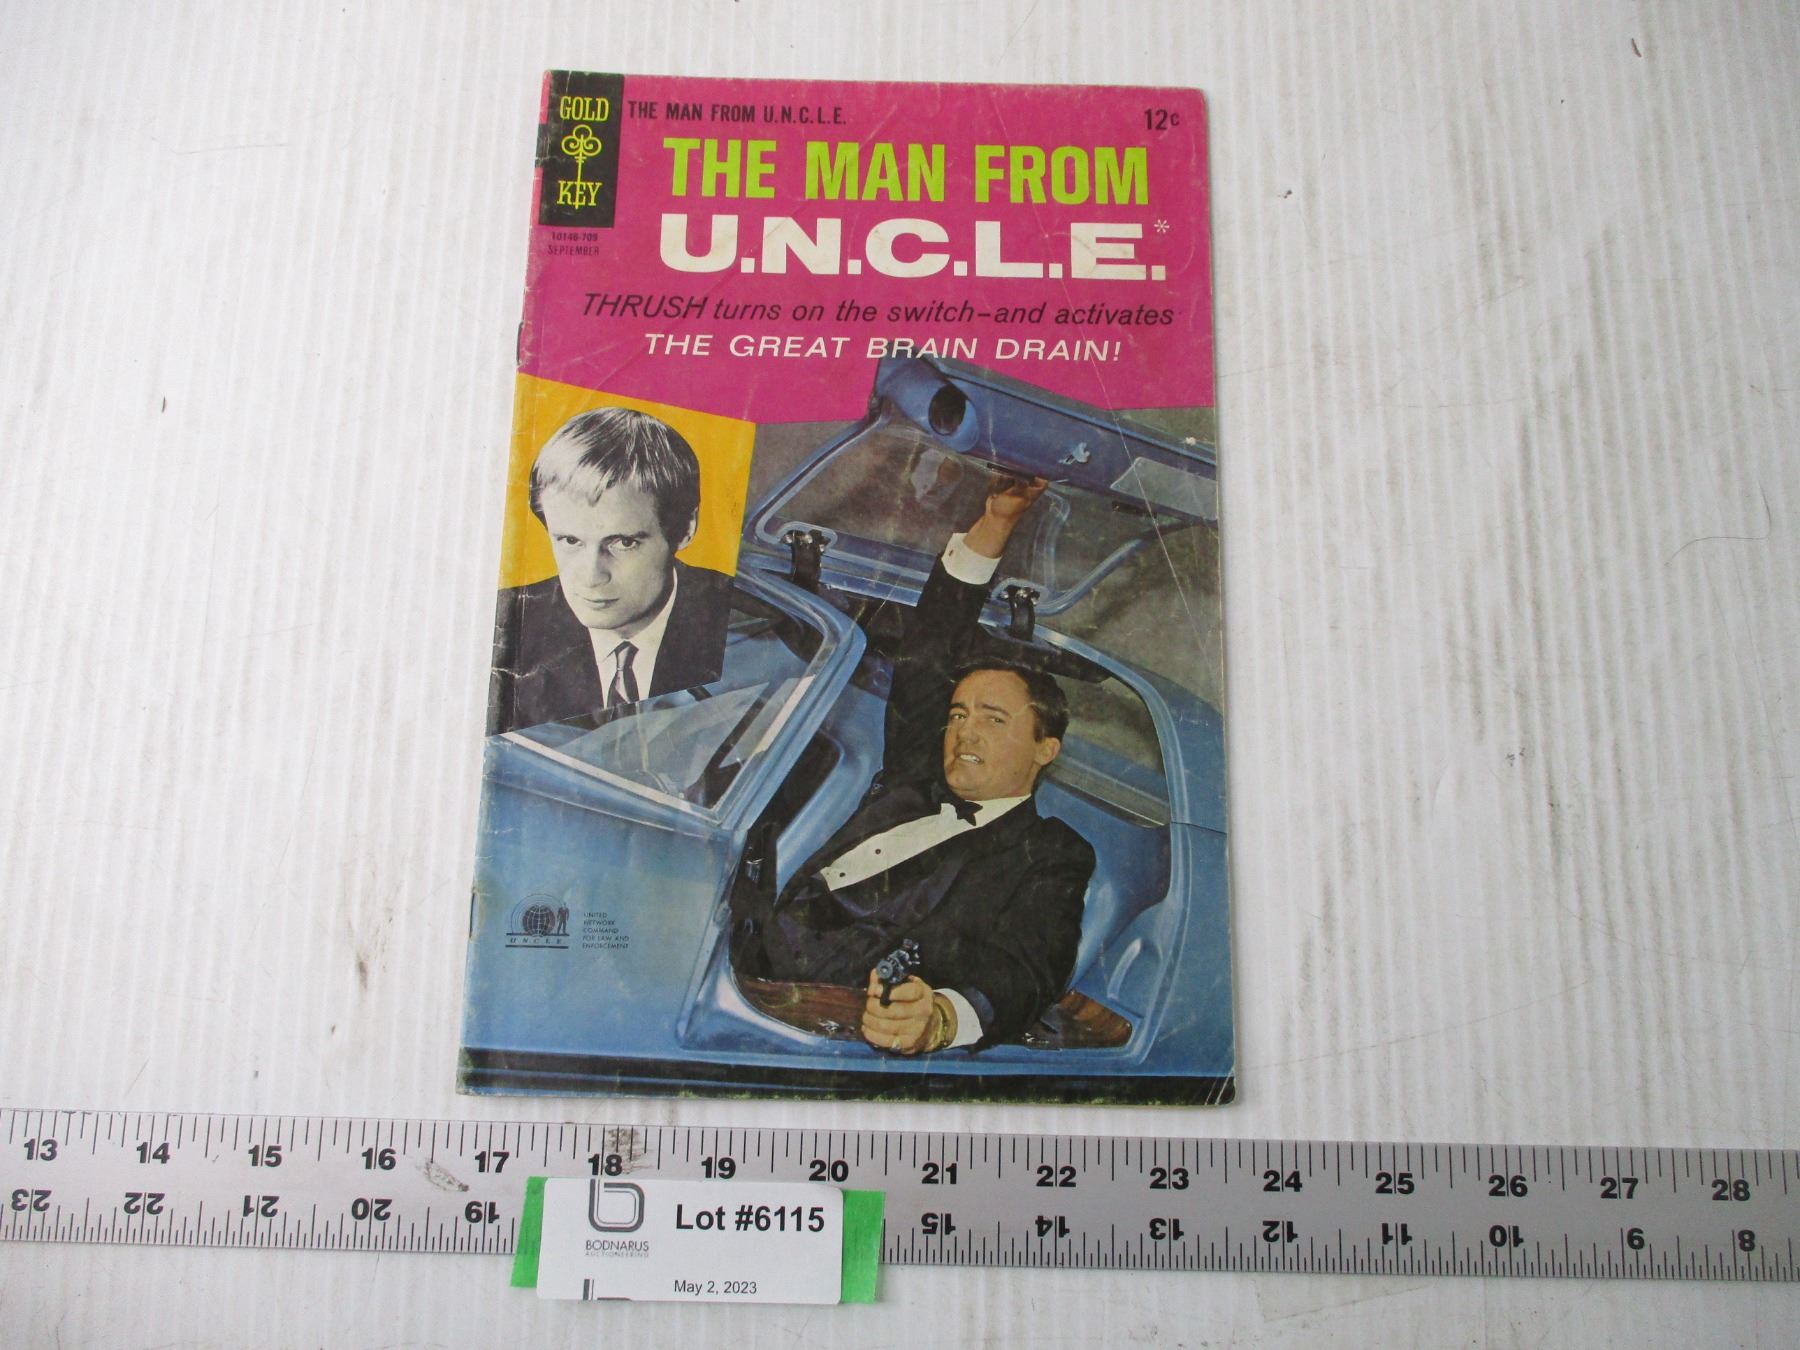 GOLD
KEY
10146-709
SEPTEMBER
THE MAN FROM U.N.C.L.E.
12¢
THE MAN FROM
U.N.C.L.E.*
THRUSH turns on the switch—and activates
THE GREAT BRAIN DRAIN!
U N C L E
UNITED
NETWORK
COMMAND
FOR LAW AND
ENFORCEMENT
13 14 15 16 17 18 19 20 21 22 23 24 25 26 27 28
23 22 21 20 19 15 14 13 12 11 10 9 8
BODNARUS
AUCTIONEERING
Lot #6115
May 2, 2023